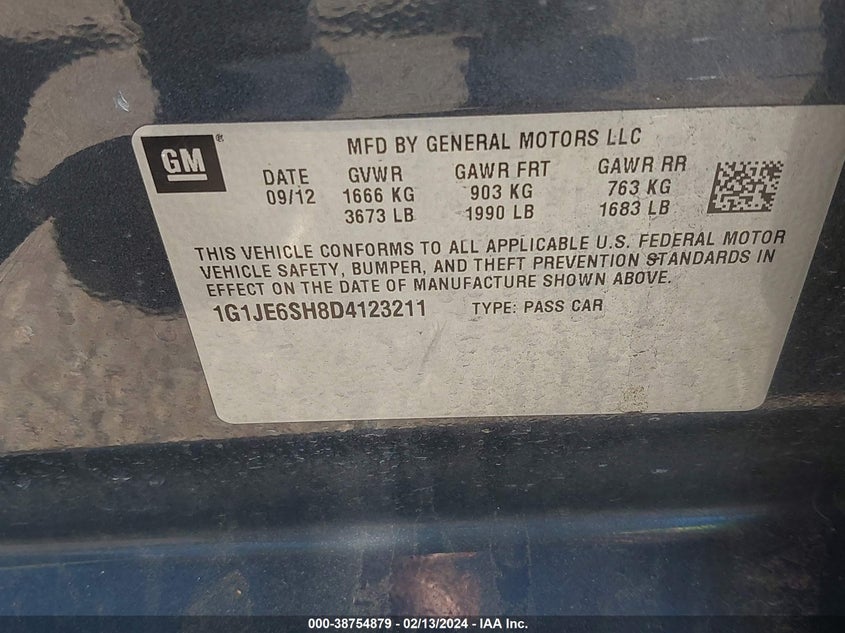 GM®
MFD BY GENERAL MOTORS LLC
DATE GVWR GAWR FRT GAWR RR
09/12 1666 KG 903 KG 763 KG
3673 LB 1990 LB 1683 LB
THIS VEHICLE CONFORMS TO ALL APPLICABLE U.S. FEDERAL MOTOR
VEHICLE SAFETY, BUMPER, AND THEFT PREVENTION STANDARDS IN
EFFECT ON THE DATE OF MANUFACTURE SHOWN ABOVE.
1G1JE6SH8D4123211 TYPE: PASS CAR
000-38754879 - 02/13/2024 - IAA Inc.